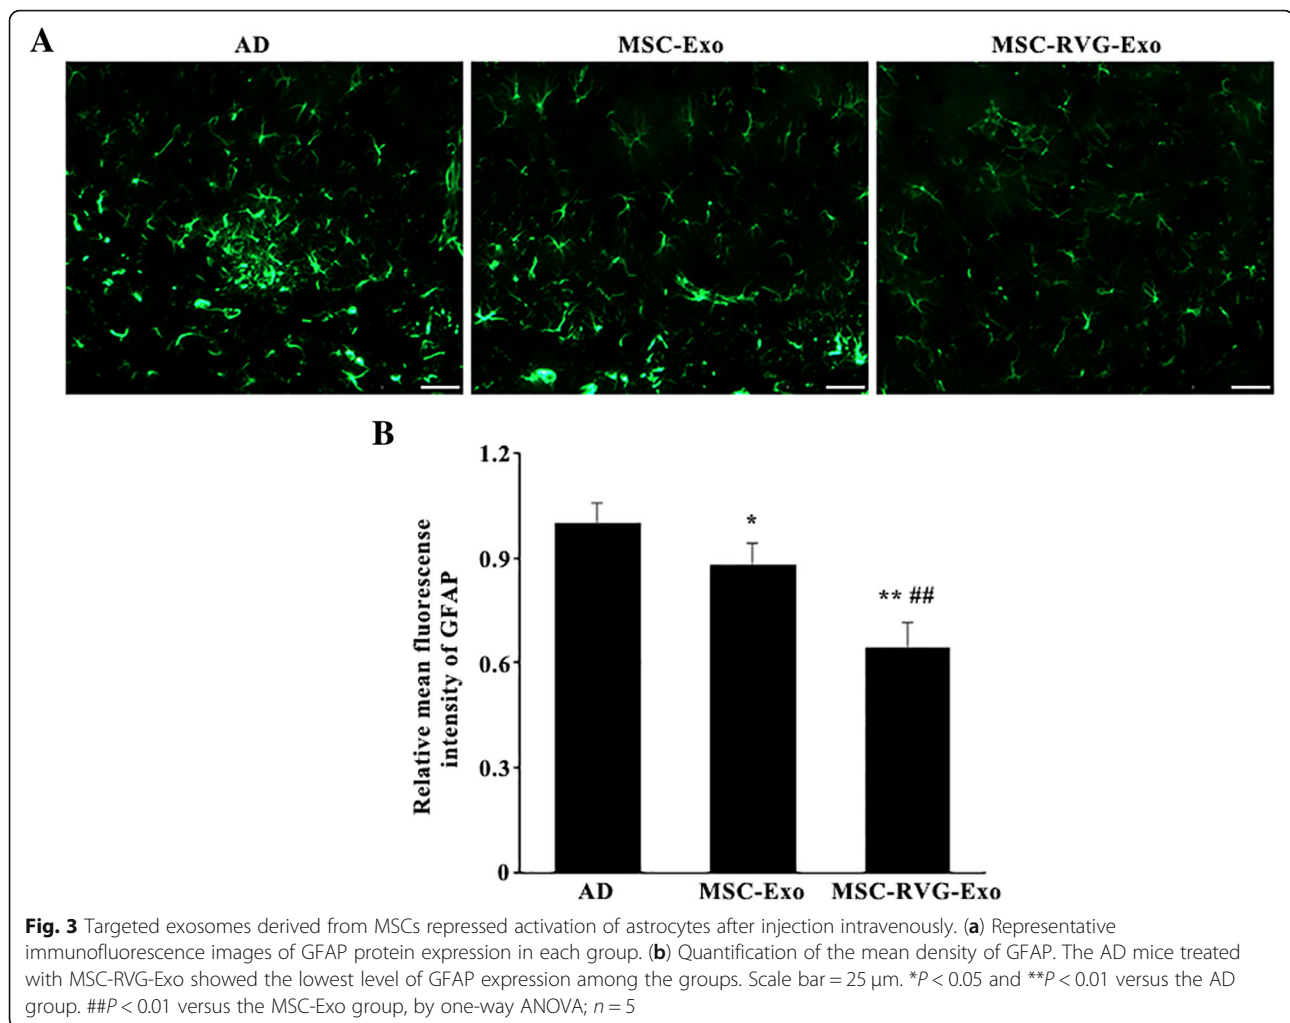 A
AD
MSC-Exo
MSC-RVG-Exo
B
Relative mean fluorescense
intensity of GFAP
1.2
0.9
0.6
0.3
0
*
** ##
AD
MSC-Exo
MSC-RVG-Exo
Fig. 3 Targeted exosomes derived from MSCs repressed activation of astrocytes after injection intravenously. (a) Representative
immunofluorescence images of GFAP protein expression in each group. (b) Quantification of the mean density of GFAP. The AD mice treated
with MSC-RVG-Exo showed the lowest level of GFAP expression among the groups. Scale bar = 25 μm. *P < 0.05 and **P < 0.01 versus the AD
group. ##P < 0.01 versus the MSC-Exo group, by one-way ANOVA; n = 5